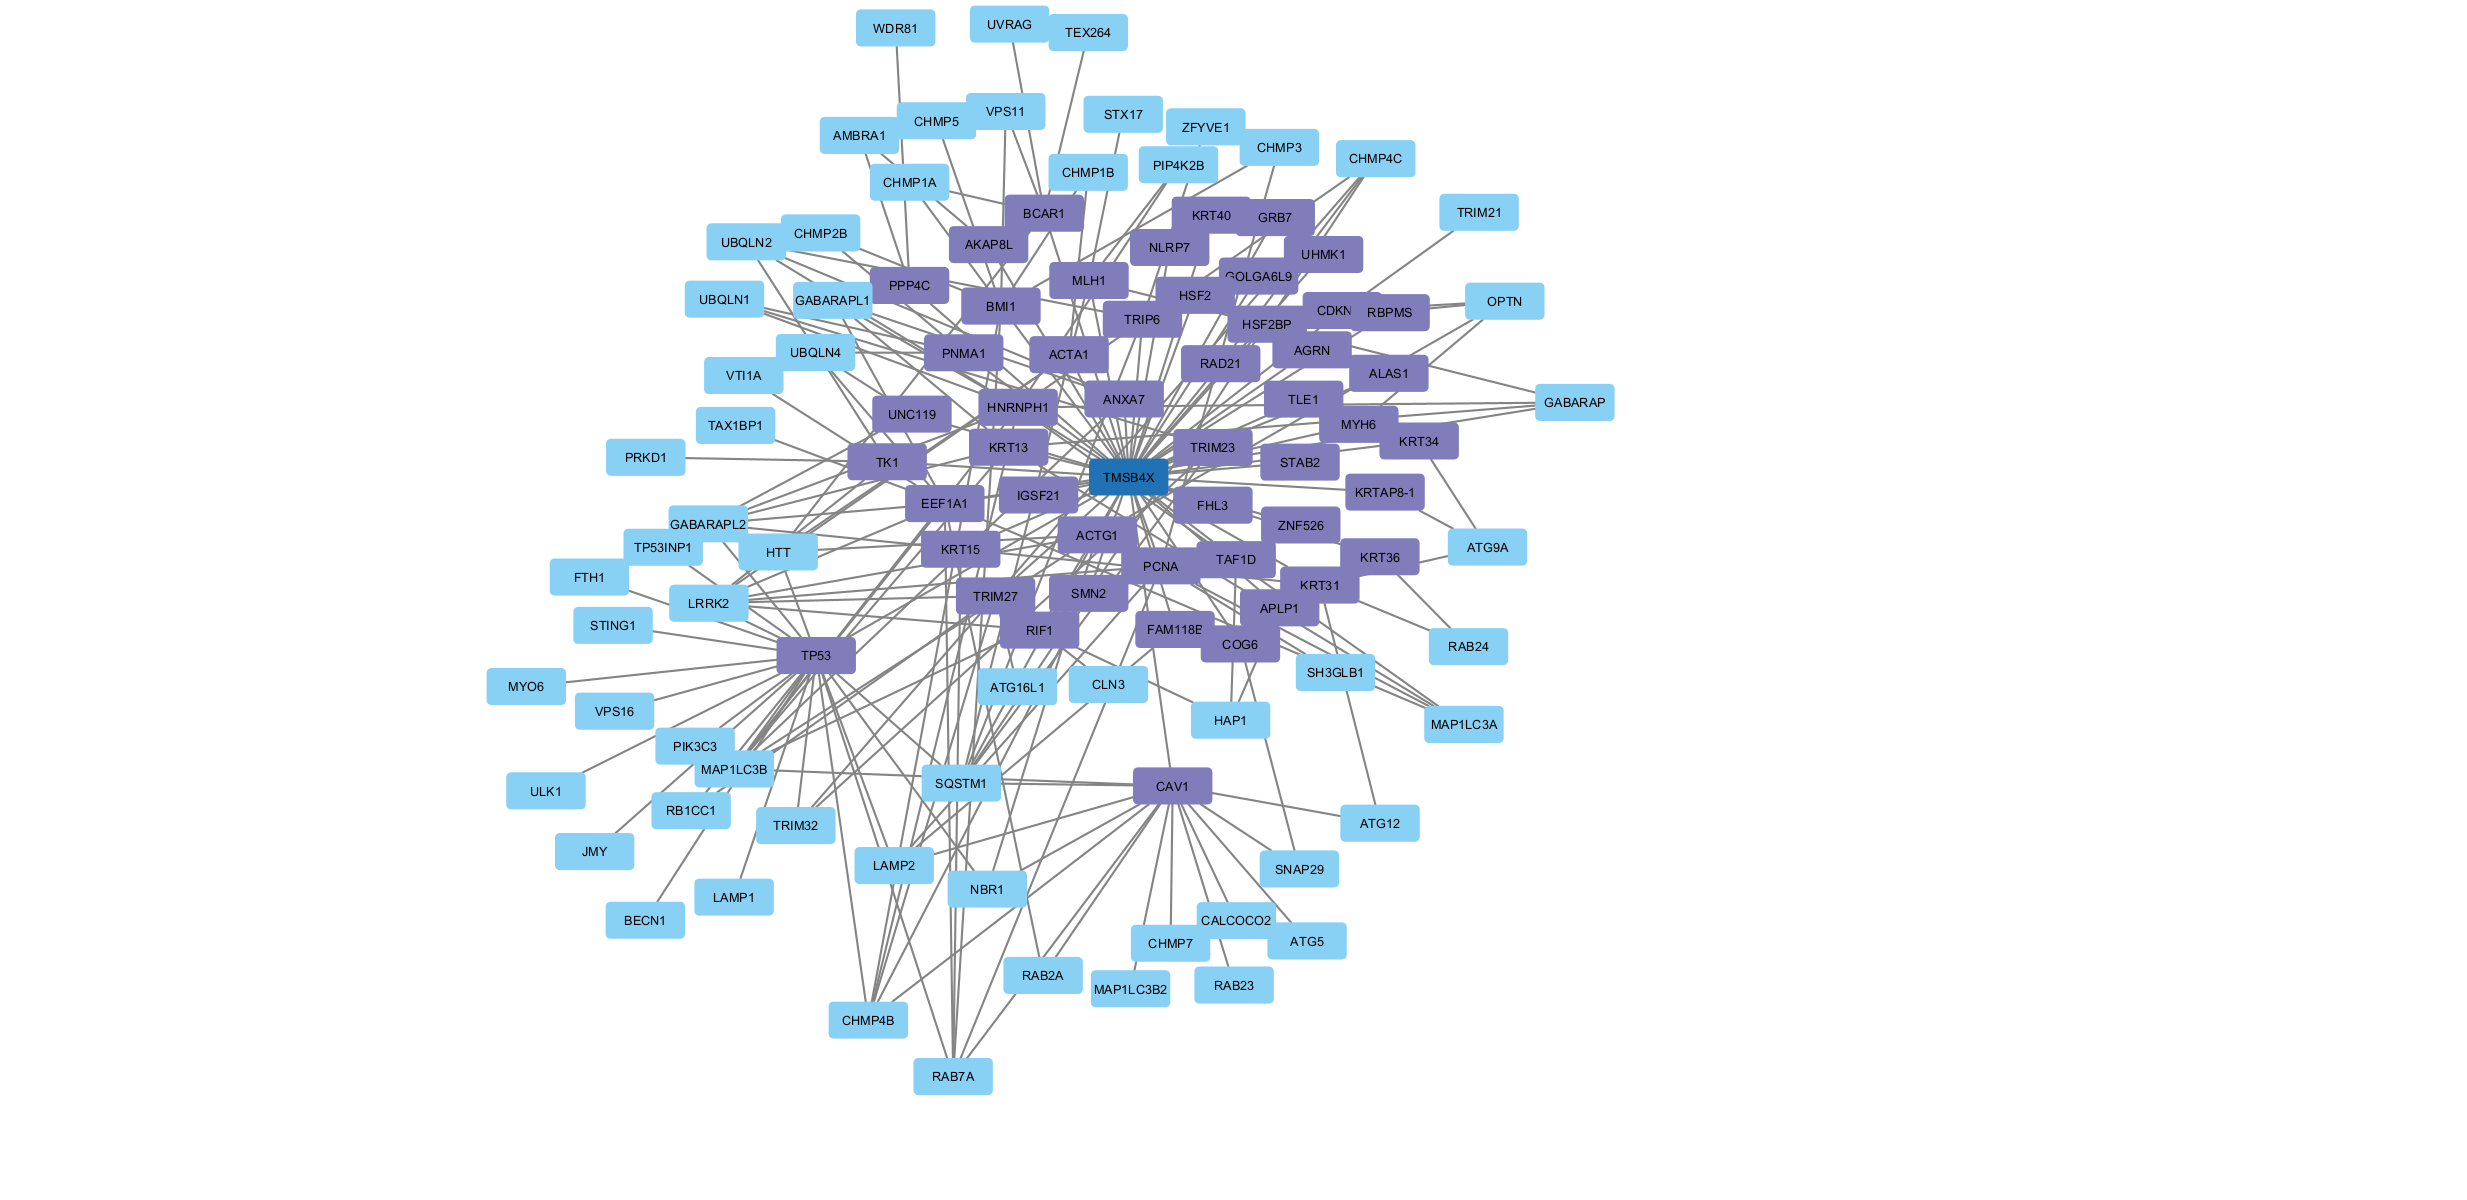 WDR81
UVRAG
TEX264
AMBRA1
CHMP5
VPS11
STX17
ZFYVE1
CHMP3
CHMP4C
CHMP1A
CHMP1B
PIP4K2B
TRIM21
UBQLN2
CHMP2B
BCAR1
AKAP8L
KRT40
GRB7
NLRP7
UHMK1
UBQLN1
GABARAPL1
PPP4C
BMI1
MLH1
HSF2
GOLGA6L9
TRIP6
HSF2BP
CDKN
RBPMS
OPTN
UBQLN4
VTI1A
PNMA1
ACTA1
RAD21
AGRN
ALAS1
GABARAP
TAX1BP1
UNC119
HNRNPH1
ANXA7
TLE1
MYH6
KRT34
PRKD1
TK1
KRT13
TRIM23
STAB2
TMSB4X
EEF1A1
IGSF21
FHL3
KRTAP8-1
GABARAPL2
TP53INP1
HTT
KRT15
ACTG1
ZNF526
PCNA
TAF1D
KRT36
ATG9A
FTH1
LRRK2
TRIM27
SMN2
KRT31
APLP1
STING1
RIF1
FAM118B
COG6
TP53
RAB24
MYO6
VPS16
ATG16L1
CLN3
SH3GLB1
HAP1
MAP1LC3A
PIK3C3
MAP1LC3B
ULK1
RB1CC1
TRIM32
SQSTM1
CAV1
ATG12
JMY
LAMP2
SNAP29
LAMP1
NBR1
BECN1
CALCOCO2
CHMP7
ATG5
RAB2A
MAP1LC3B2
RAB23
CHMP4B
RAB7A